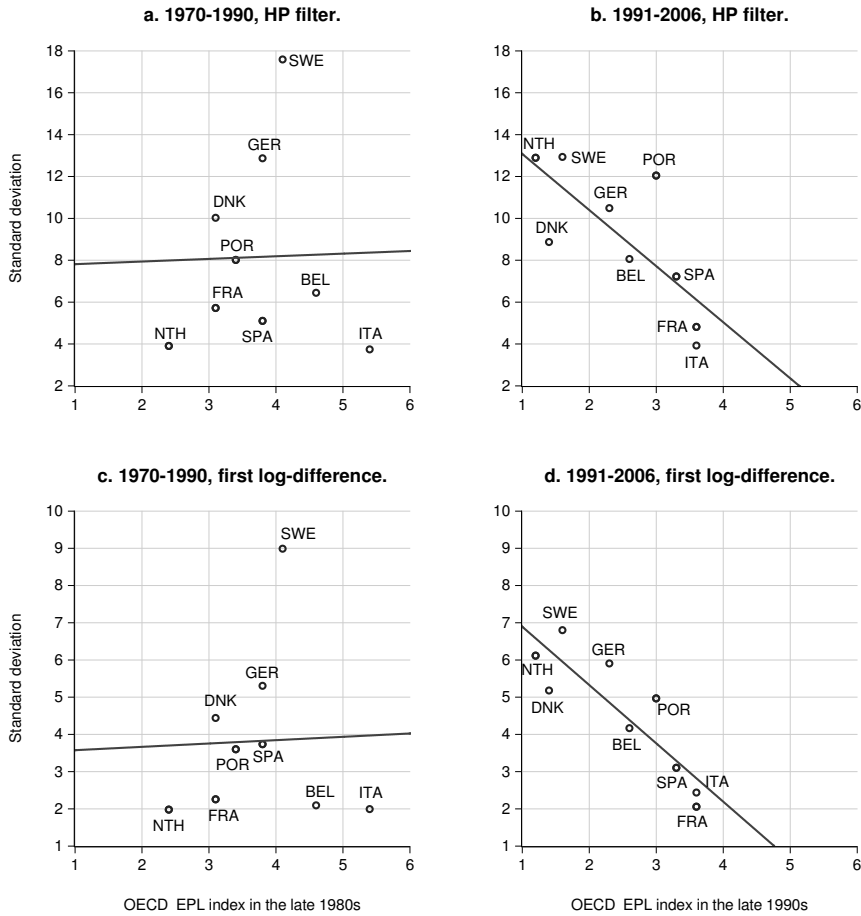 a. 1970-1990, HP filter.
Standard deviation
18
16
14
12
10
8
6
4
2
1
2
3
4
5
6
SWE
GER
DNK
POR
FRA
BEL
NTH
SPA
ITA
b. 1991-2006, HP filter.
18
16
14
12
10
8
6
4
2
1
2
3
4
5
6
NTH
SWE
POR
GER
DNK
BEL
SPA
FRA
ITA
c. 1970-1990, first log-difference.
Standard deviation
10
9
8
7
6
5
4
3
2
1
1
2
3
4
5
6
SWE
GER
DNK
POR
SPA
NTH
FRA
BEL
ITA
OECD EPL index in the late 1980s
d. 1991-2006, first log-difference.
10
9
8
7
6
5
4
3
2
1
1
2
3
4
5
6
SWE
NTH
GER
DNK
POR
BEL
SPA
ITA
FRA
OECD EPL index in the late 1990s